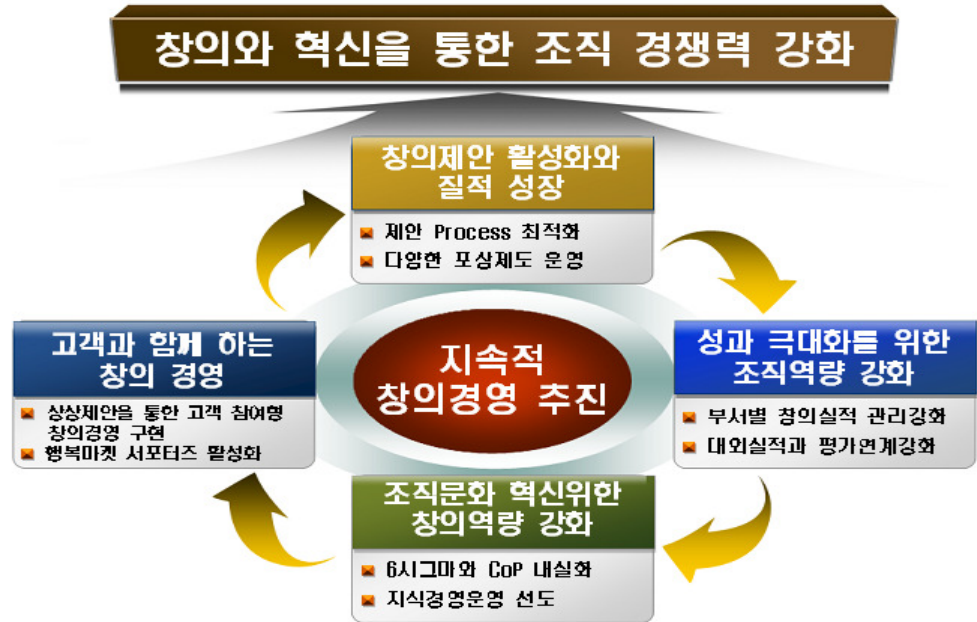 창의와 혁신을 통한 조직 경쟁력 강화
창의제안 활성화와
질적 성장
제안 Process 최적화
다양한 포상제도 운영
고객과 함께 하는
창의 경영
상상제안을 통한 고객 참여형
창의경영 구현
행복마켓 서포터즈 활성화
지속적
창의경영 추진
성과 극대화를 위한
조직역량 강화
부서별 창의실적 관리강화
대외실적과 평가연계강화
조직문화 혁신위한
창의역량 강화
6시그마와 CoP 내실화
지식경영운영 선도